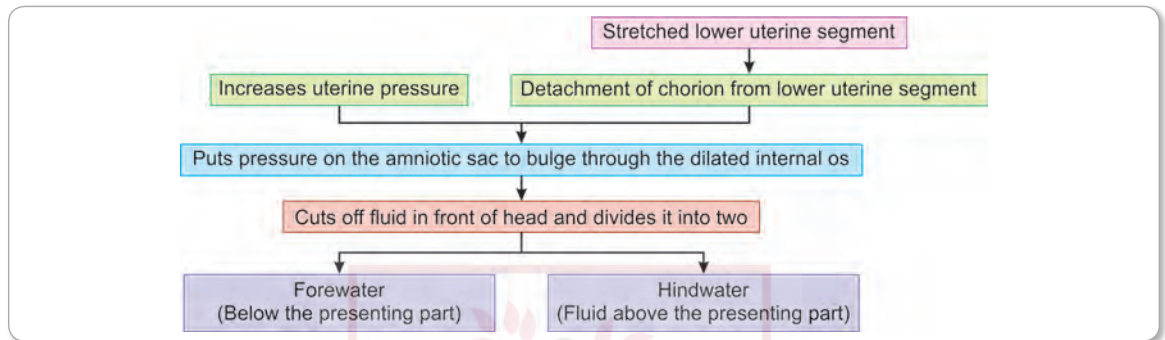 Stretched lower uterine segment
Increases uterine pressure
Detachment of chorion from lower uterine segment
Puts pressure on the amniotic sac to bulge through the dilated internal os
Cuts off fluid in front of head and divides it into two
Forewater
(Below the presenting part)
Hindwater
(Fluid above the presenting part)